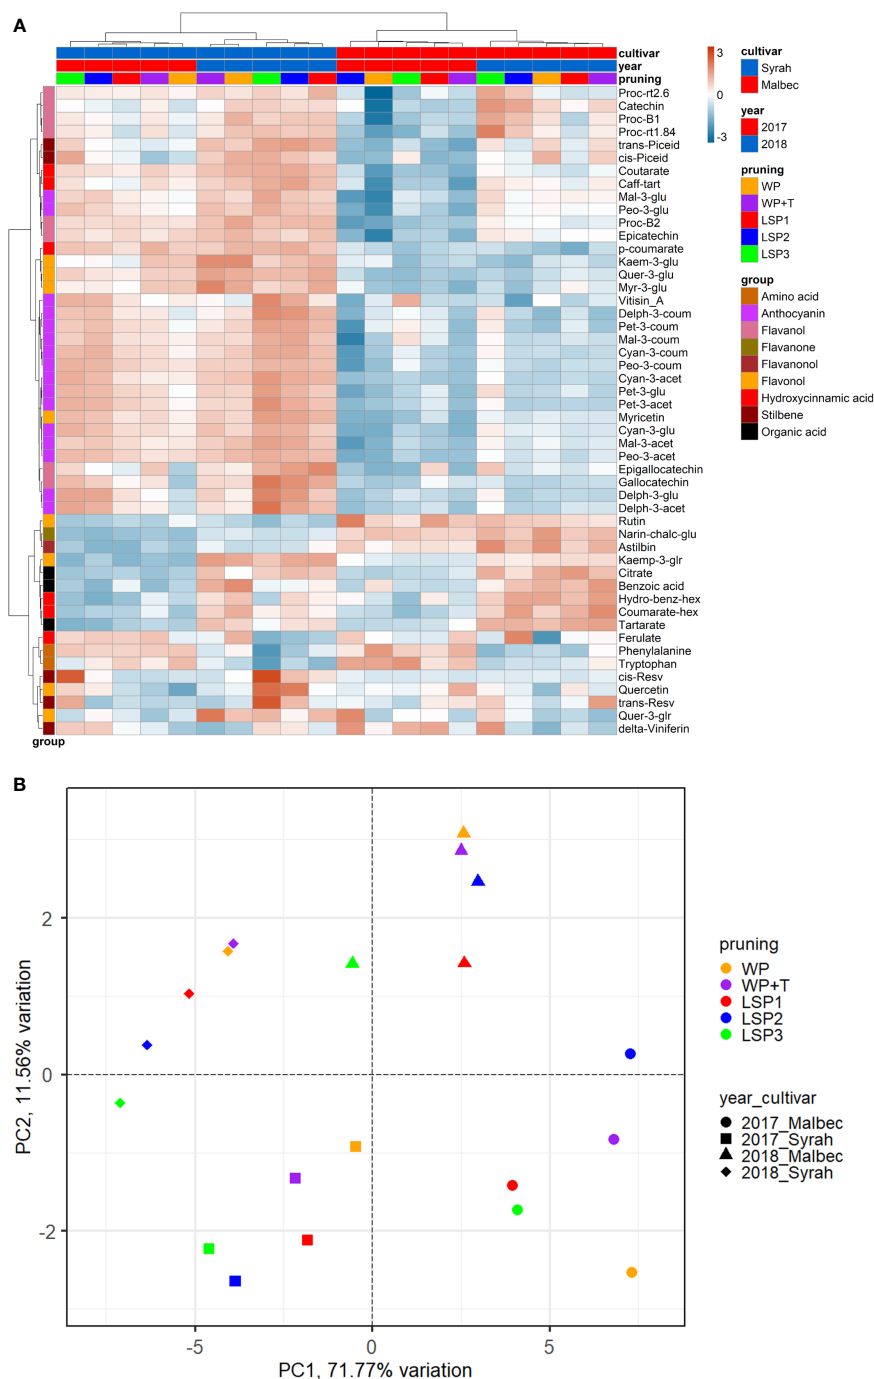 A
cultivar
year
pruning
Proc-rt2.6
Catechin
Proc-B1
Proc-rt1.84
trans-Piceid
cis-Piceid
Coutarate
Caff-tart
Mal-3-glu
Peo-3-glu
Proc-B2
Epicatechin
p-coumarate
Kaem-3-glu
Quer-3-glu
Myr-3-glu
Vitisin_A
Delph-3-coum
Pet-3-coum
Mal-3-coum
Cyan-3-coum
Peo-3-coum
Cyan-3-acet
Pet-3-glu
Pet-3-acet
Myricetin
Cyan-3-glu
Mal-3-acet
Peo-3-acet
Epigallocatechin
Gallocatechin
Delph-3-glu
Delph-3-acet
Rutin
Narin-chalc-glu
Astilbin
Kaemp-3-glr
Citrate
Benzoic acid
Hydro-benz-hex
Coumarate-hex
Tartarate
Ferulate
Phenylalanine
Tryptophan
cis-Resv
Quercetin
trans-Resv
Quer-3-glr
delta-Viniferin
group
3
0
-3
cultivar
Syrah
Malbec
year
2017
2018
pruning
WP
WP+T
LSP1
LSP2
LSP3
group
Amino acid
Anthocyanin
Flavanol
Flavanone
Flavanonol
Flavonol
Hydroxycinnamic acid
Stilbene
Organic acid
B
2
0
-2
PC2, 11.56% variation
-5
0
5
PC1, 71.77% variation
pruning
WP
WP+T
LSP1
LSP2
LSP3
year_cultivar
2017_Malbec
2017_Syrah
2018_Malbec
2018_Syrah